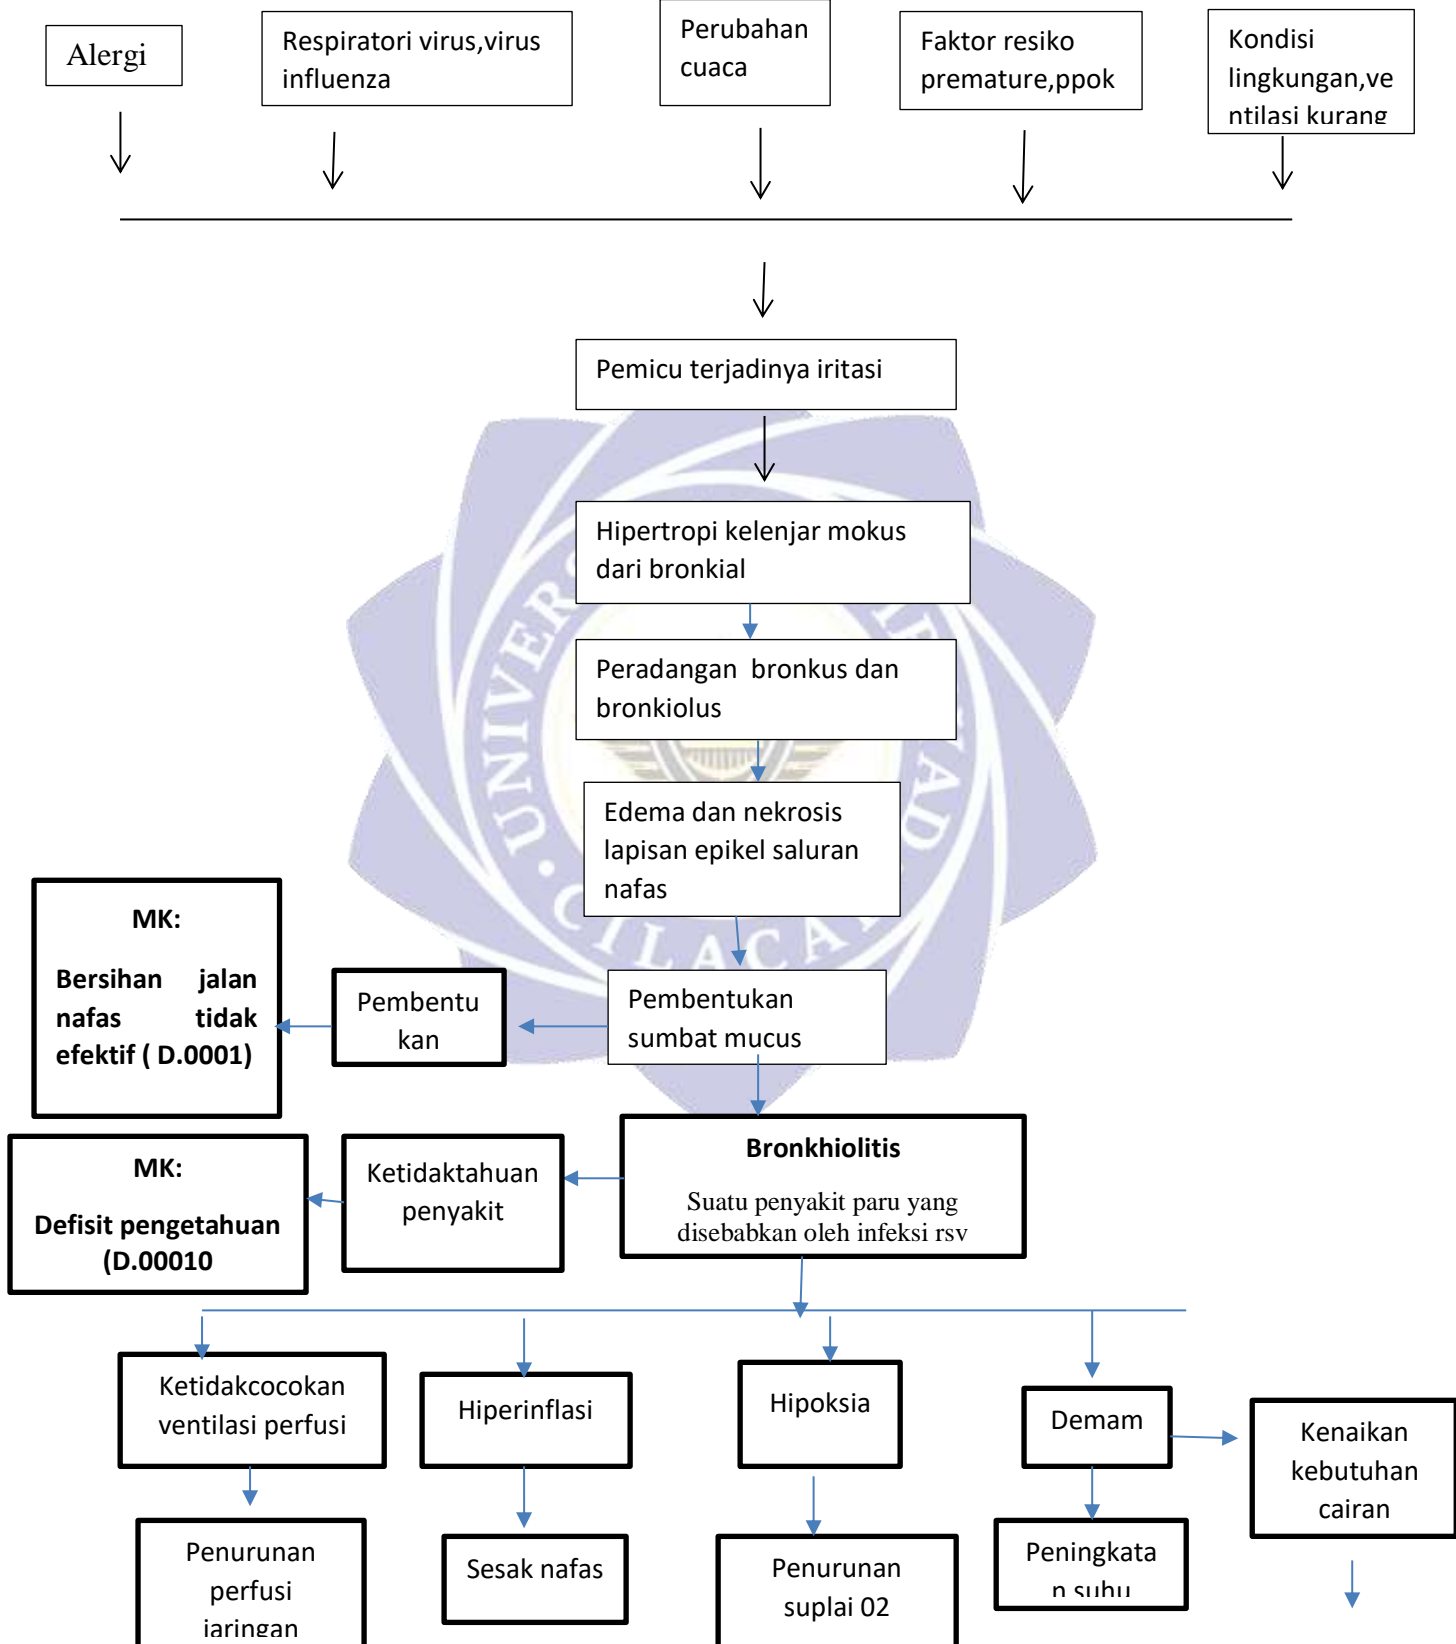 Alergi
Respiratori virus,virus
influenza
Perubahan
cuaca
Faktor resiko
premature,ppok
Kondisi
lingkungan,ve
ntilasi kurang
Pemicu terjadinya iritasi
Hipertropi kelenjar mokus
dari bronkial
Peradangan bronkus dan
bronkiolus
Edema dan nekrosis
lapisan epikel saluran
nafas
Pembentukan
sumbat mucus
Pembentu
kan
MK:
Bersihan jalan
nafas tidak
efektif ( D.0001)
Bronkhiolitis
Suatu penyakit paru yang
disebabkan oleh infeksi rsv
Ketidaktahuan
penyakit
MK:
Defisit pengetahuan
(D.00010
Ketidakcocokan
ventilasi perfusi
Hiperinflasi
Hipoksia
Demam
Kenaikan
kebutuhan
cairan
Penurunan
perfusi
jaringan
Sesak nafas
Penurunan
suplai 02
Peningkata
n suhu
CILACAP